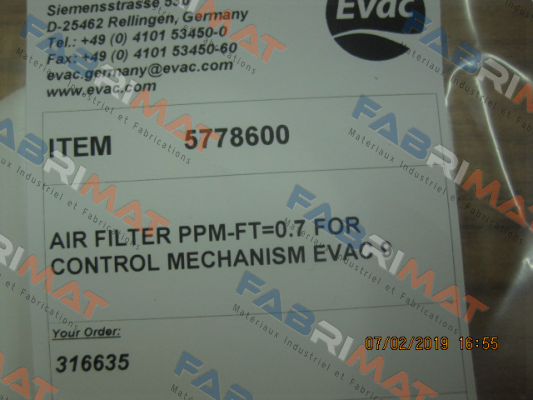 Siemensstrasse
D-25462 Rellingen, Germany
Tel.: +49 (0) 4101 53450-0
Fax: +49 (0) 4101 53450-60
evac.germany@evac.com
www.evac.com
Evac
ITEM 5778600
AIR FILTER PPM-FT=0.7 FOR
CONTROL MECHANISM EVAC 9
Your Order:
316635
07/02/2019 16:55
FABRIMAT
Materiaux Industriel et Fabrications